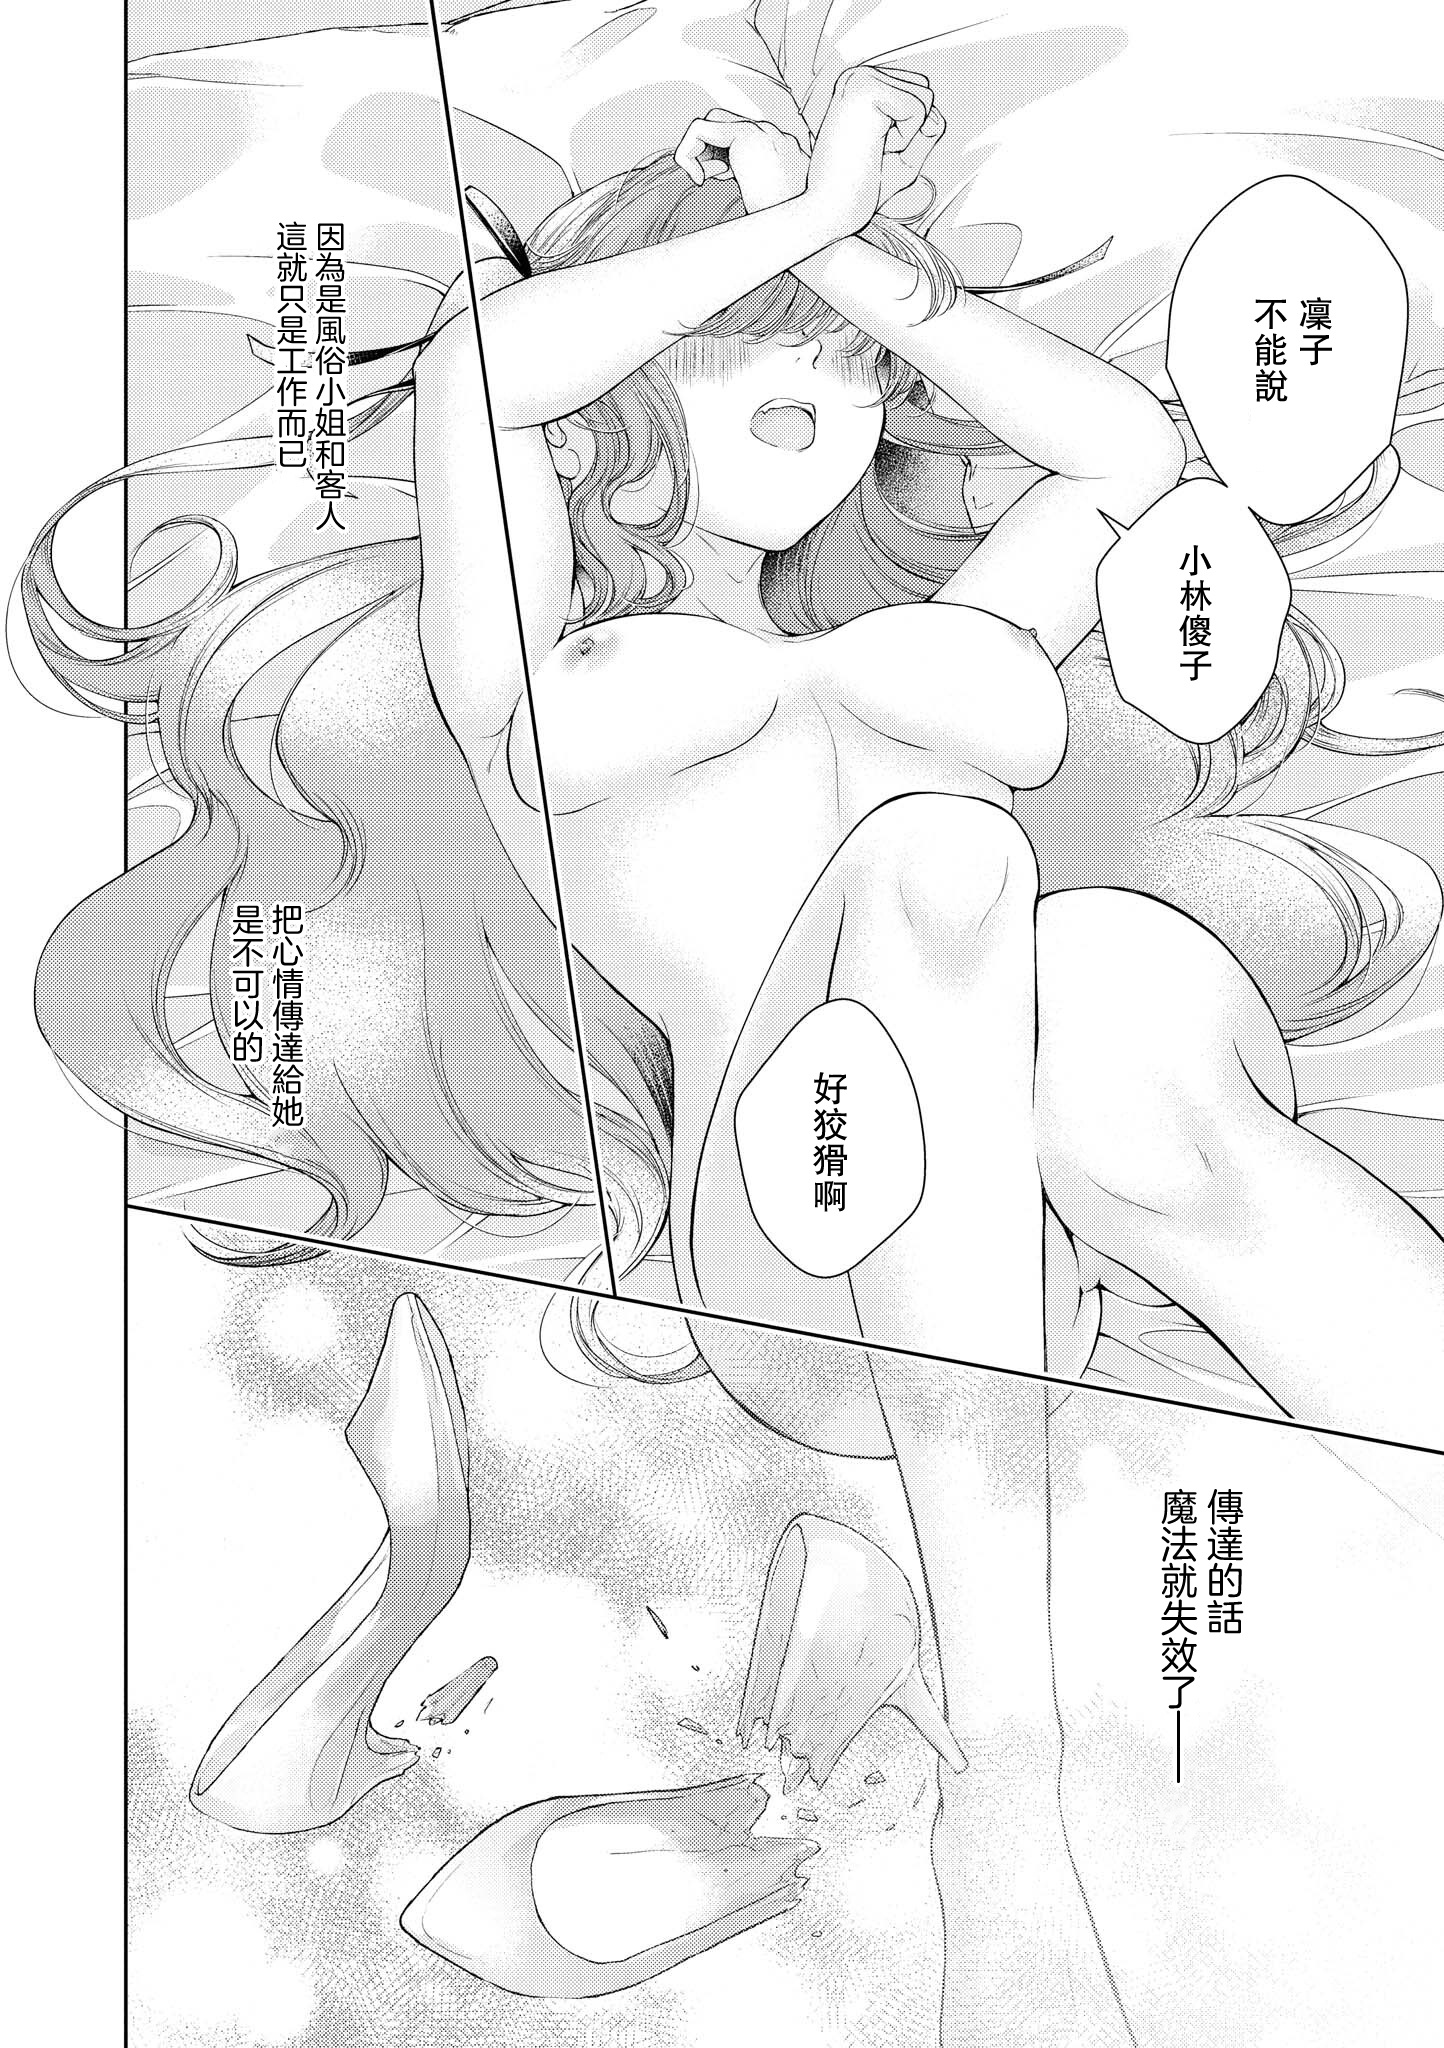 凜子
不能說
小林傻子
好狡猾啊
因為是風俗小姐和客人
這就只是工作而已
把心情傳達給她
是不可以的
傳達的話
魔法就失效了——